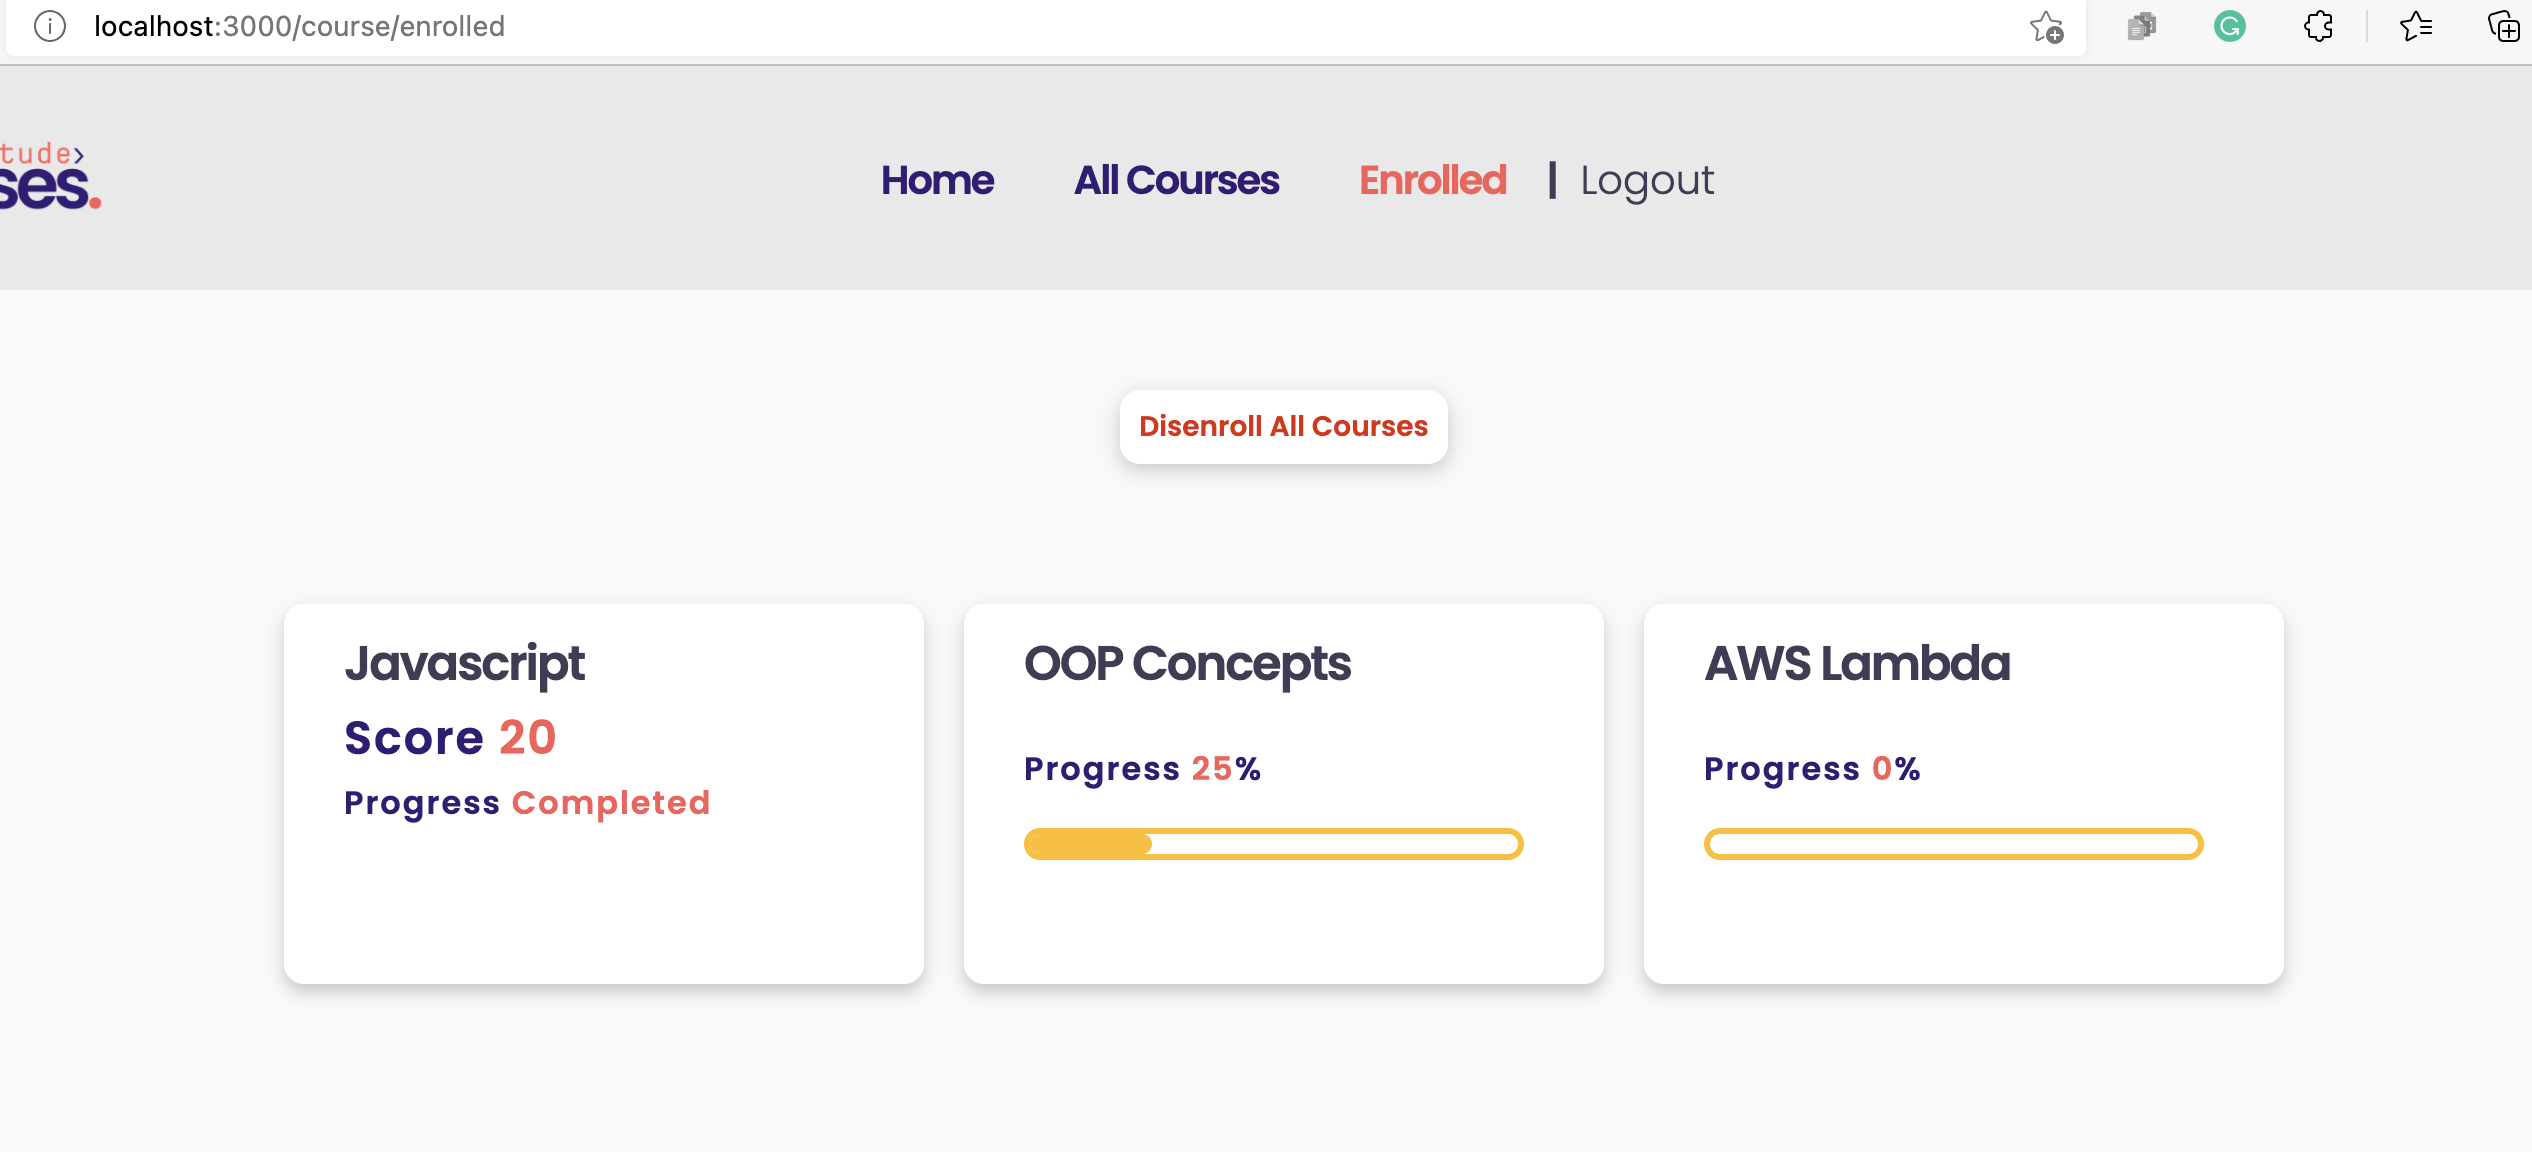 localhost:3000/course/enrolled
tude>
ses.
Home All Courses Enrolled | Logout
Disenroll All Courses
Javascript
Score 20
Progress Completed
OOP Concepts
Progress 25%
AWS Lambda
Progress 0%